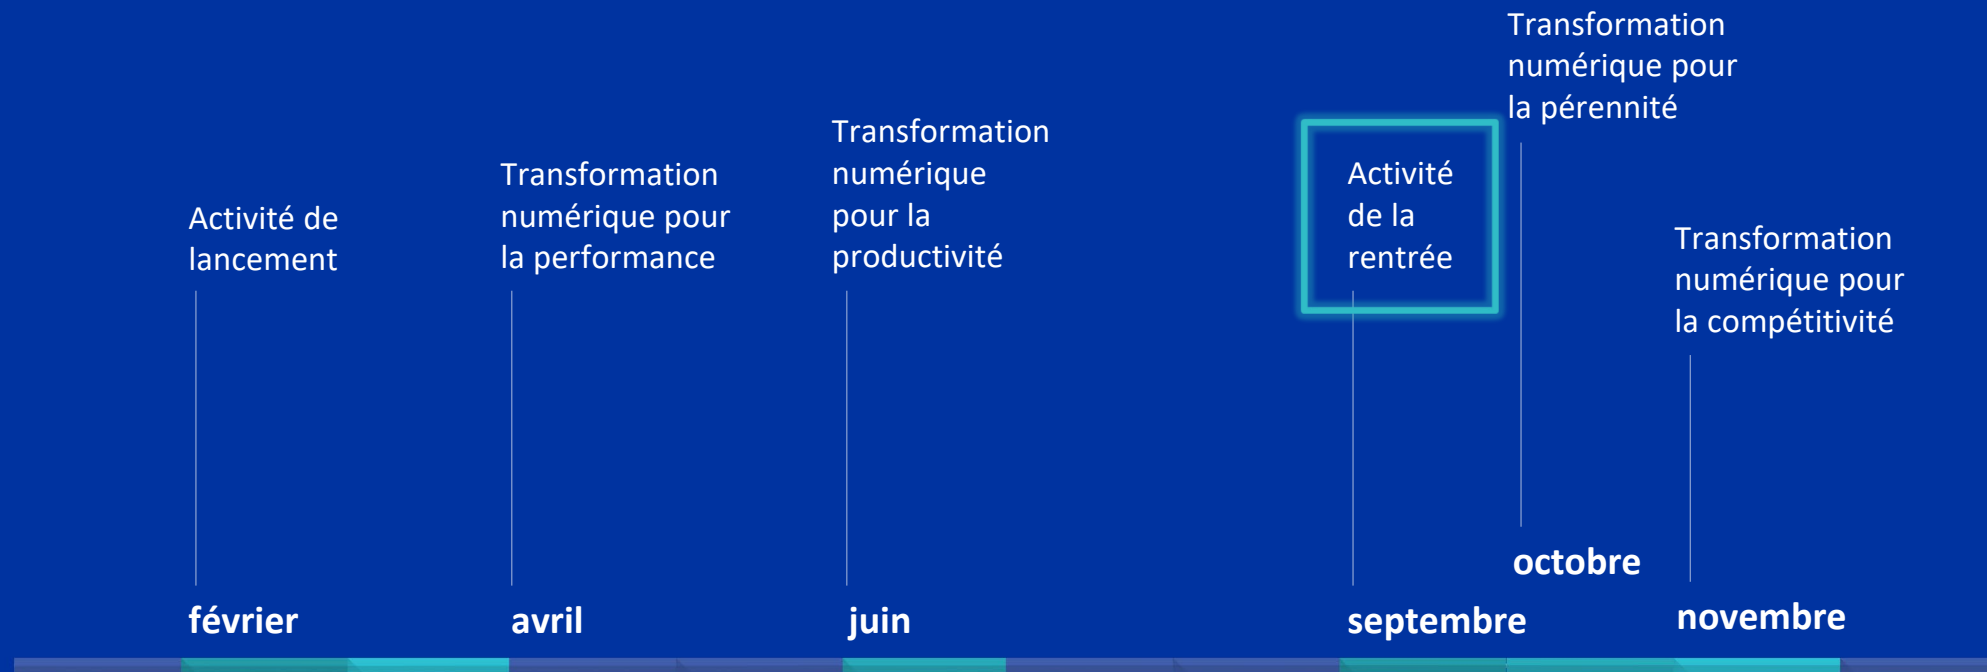 Activité de
lancement
février
Transformation
numérique pour
la performance
avril
Transformation
numérique
pour la
productivité
juin
Activité
de la
rentrée
septembre
Transformation
numérique pour
la pérennité
octobre
Transformation
numérique pour
la compétitivité
novembre